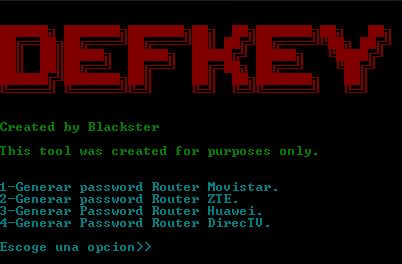 DEFKEY
Created by Blackster
This tool was created for purposes only.
1-Generar password Router Movistar.
2-Generar password Router ZTE.
3-Generar Password Router Huawei.
4-Generar Password Router DirecTV.
Escoge una opcion>>